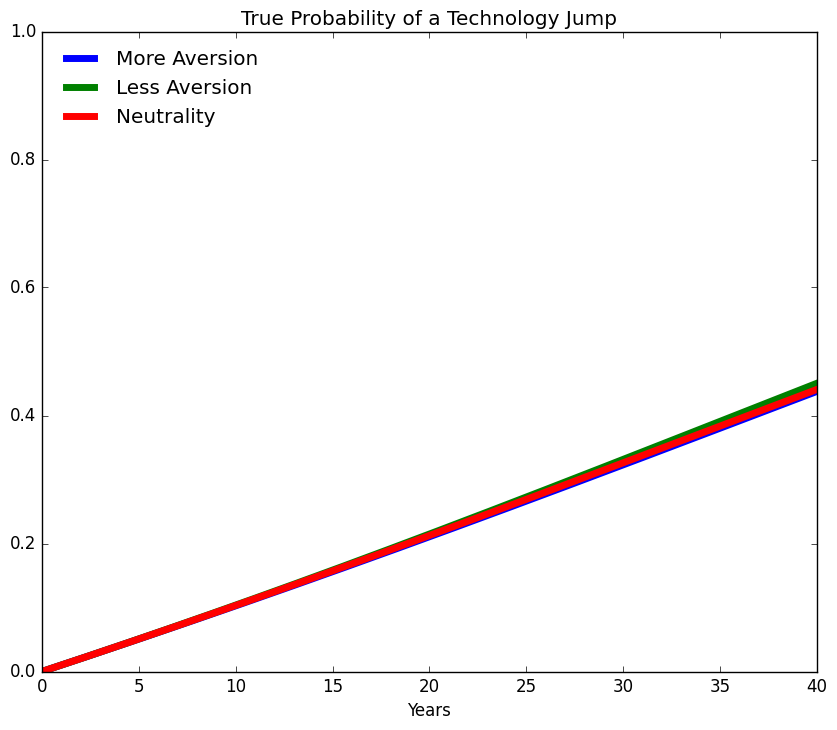 True Probability of a Technology Jump
1.0
More Aversion
Less Aversion
Neutrality
0.8
0.6
0.4
0.2
0.0
0 5 10 15 20 25 30 35 40
Years